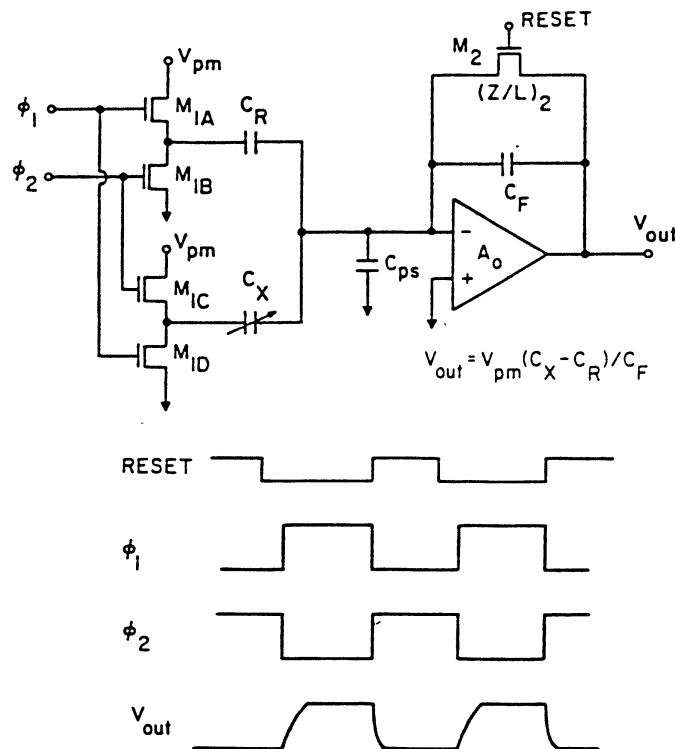 RESET
V_pm
M_2
φ_1
M_1A
C_R
(Z/L)_2
φ_2
M_1B
C_F
V_pm
V_out
C_X
−
A_o
+
C_ps
M_1C
M_1D
V_out = V_pm (C_X − C_R) / C_F
RESET
φ_1
φ_2
V_out